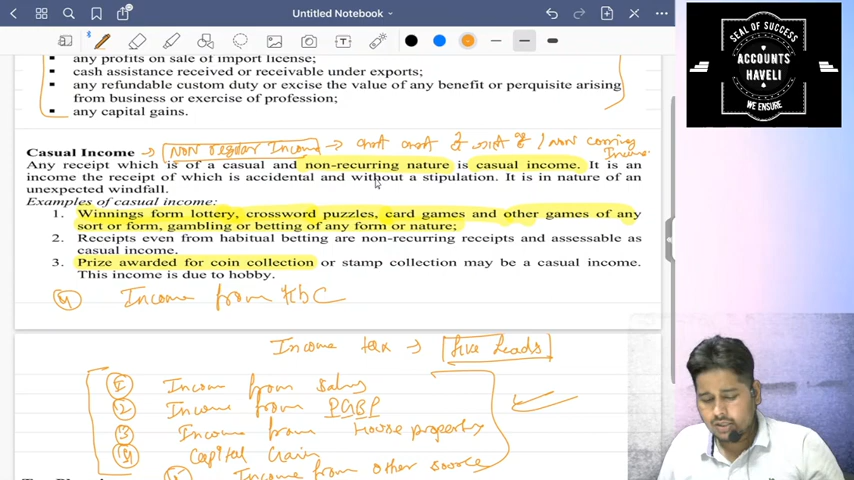 Untitled Notebook
any profits on sale of import license;
cash assistance received or receivable under exports;
any refundable custom duty or excise the value of any benefit or perquisite arising
from business or exercise of profession;
any capital gains.
Non regular Income → / non coming
Income
Casual Income →
Any receipt which is of a casual and non-recurring nature is casual income. It is an
income the receipt of which is accidental and without a stipulation. It is in nature of an
unexpected windfall.
Examples of casual income:
1. Winnings form lottery, crossword puzzles, card games and other games of any
sort or form, gambling or betting of any form or nature;
2. Receipts even from habitual betting are non-recurring receipts and assessable as
casual income.
3. Prize awarded for coin collection or stamp collection may be a casual income.
This income is due to hobby.
4 Income from KBC
Income tax → five heads
1 Income from
2 Income from PGBP
3 Income from House property
4 Capital Gain
Income from other source
SEAL OF SUCCESS
ACCOUNTS
HAVELI
WE ENSURE